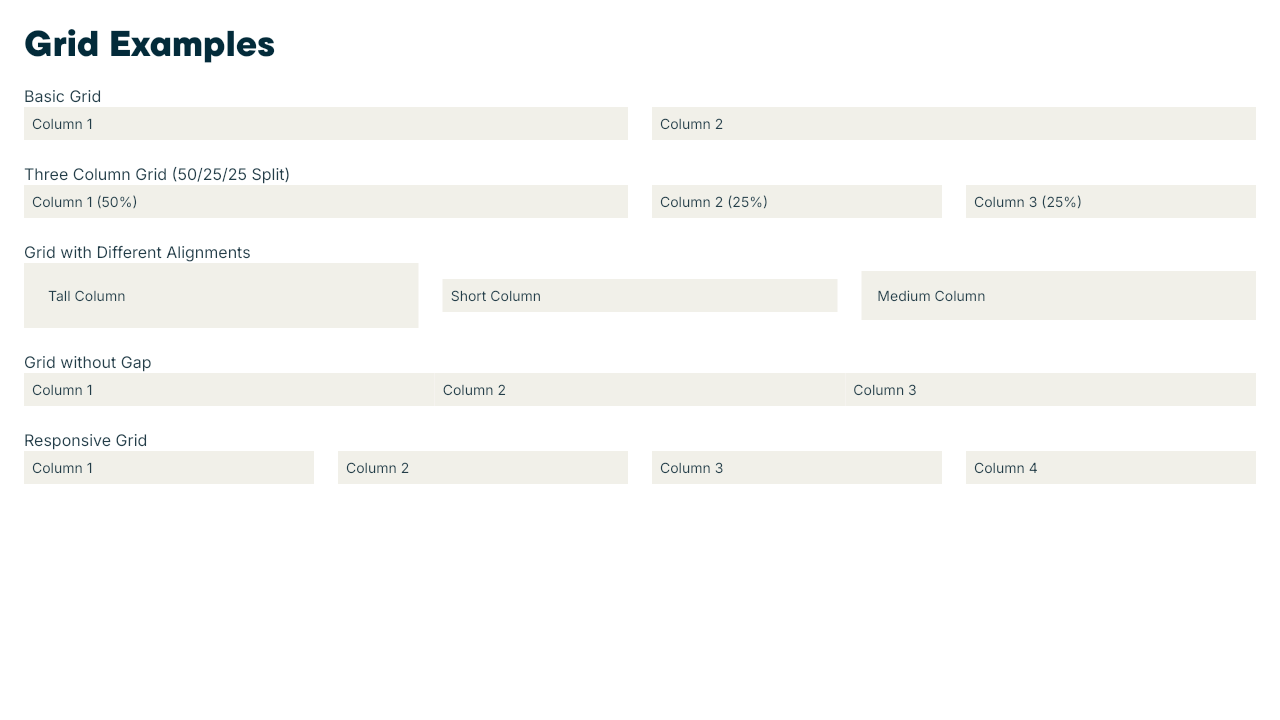 Grid Examples
Basic Grid
Column 1
Column 2
Three Column Grid (50/25/25 Split)
Column 1 (50%)
Column 2 (25%)
Column 3 (25%)
Grid with Different Alignments
Tall Column
Short Column
Medium Column
Grid without Gap
Column 1
Column 2
Column 3
Responsive Grid
Column 1
Column 2
Column 3
Column 4